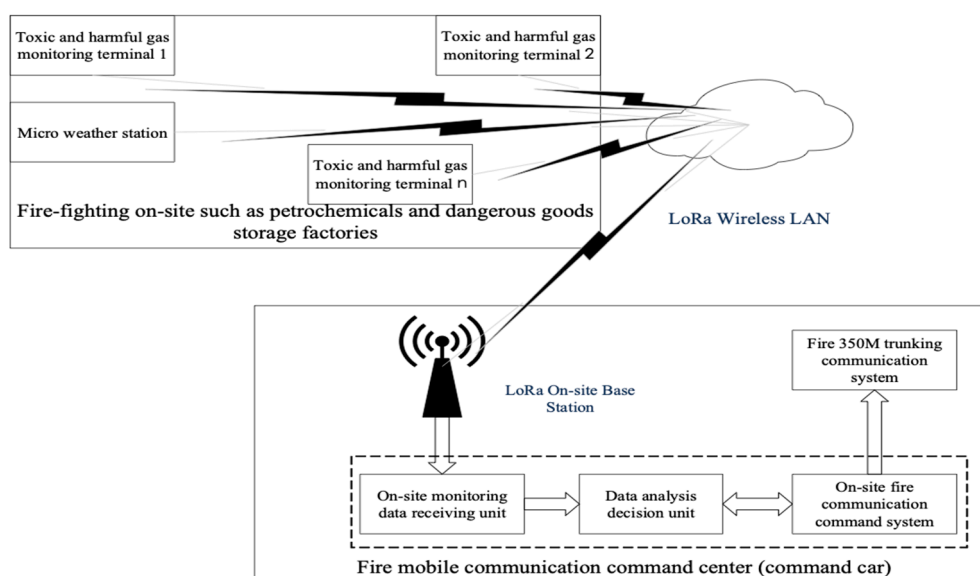 Toxic and harmful gas
monitoring terminal 1
Toxic and harmful gas
monitoring terminal 2
Micro weather station
Toxic and harmful gas
monitoring terminal n
Fire-fighting on-site such as petrochemicals and dangerous goods
storage factories
LoRa Wireless LAN
Fire 350M trunking
communication
system
LoRa On-site Base
Station
On-site monitoring
data receiving unit
Data analysis
decision unit
On-site fire
communication
command system
Fire mobile communication command center (command car)